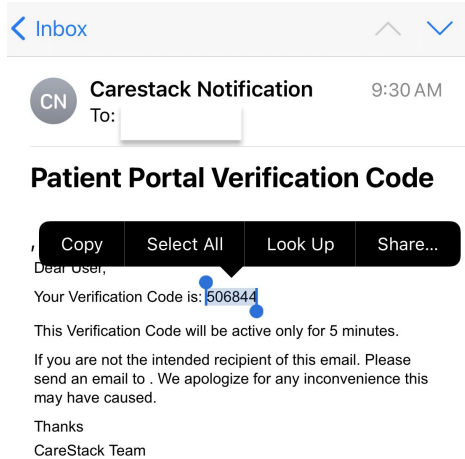 Inbox
CN
Carestack Notification
9:30 AM
To:
Patient Portal Verification Code
,
Copy Select All Look Up Share...
Dear User,
Your Verification Code is: 506844
This Verification Code will be active only for 5 minutes.
If you are not the intended recipient of this email. Please
send an email to . We apologize for any inconvenience this
may have caused.
Thanks
CareStack Team